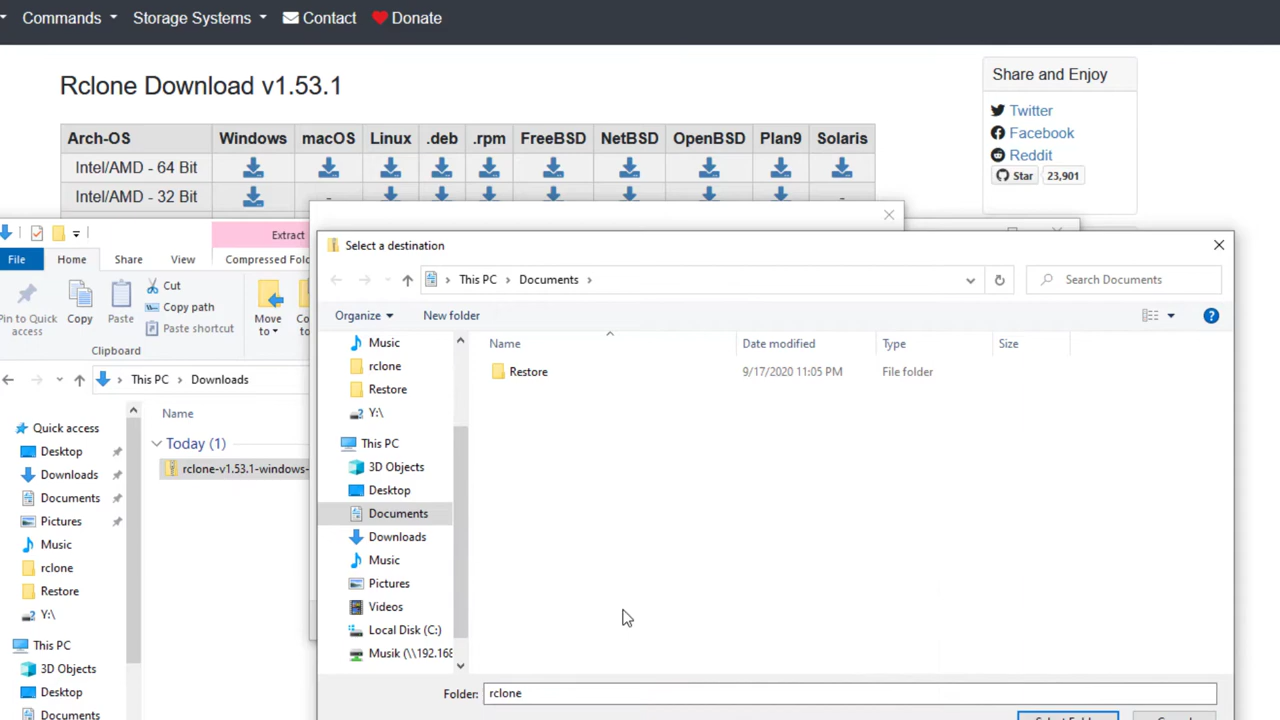 Commands Storage Systems Contact Donate
Rclone Download v1.53.1
Share and Enjoy
Twitter
Facebook
Reddit
Star 23,901
Arch-OS Windows macOS Linux .deb .rpm FreeBSD NetBSD OpenBSD Plan9 Solaris
Intel/AMD - 64 Bit
Intel/AMD - 32 Bit - -
Extract
File Home Share View Compressed Fol
Pin to Quick access
Copy
Paste
Cut
Copy path
Paste shortcut
Move to
Clipboard
This PC Downloads
Name
Quick access
Desktop
Downloads
Documents
Pictures
Music
rclone
Restore
Y:\
This PC
3D Objects
Desktop
Documents
Today (1)
rclone-v1.53.1-windows-
Select a destination
This PC Documents
Search Documents
Organize New folder
Music
rclone
Restore
Y:\
This PC
3D Objects
Desktop
Documents
Downloads
Music
Pictures
Videos
Local Disk (C:)
Musik (\\192.168
Name Date modified Type Size
Restore 9/17/2020 11:05 PM File folder
Folder: rclone